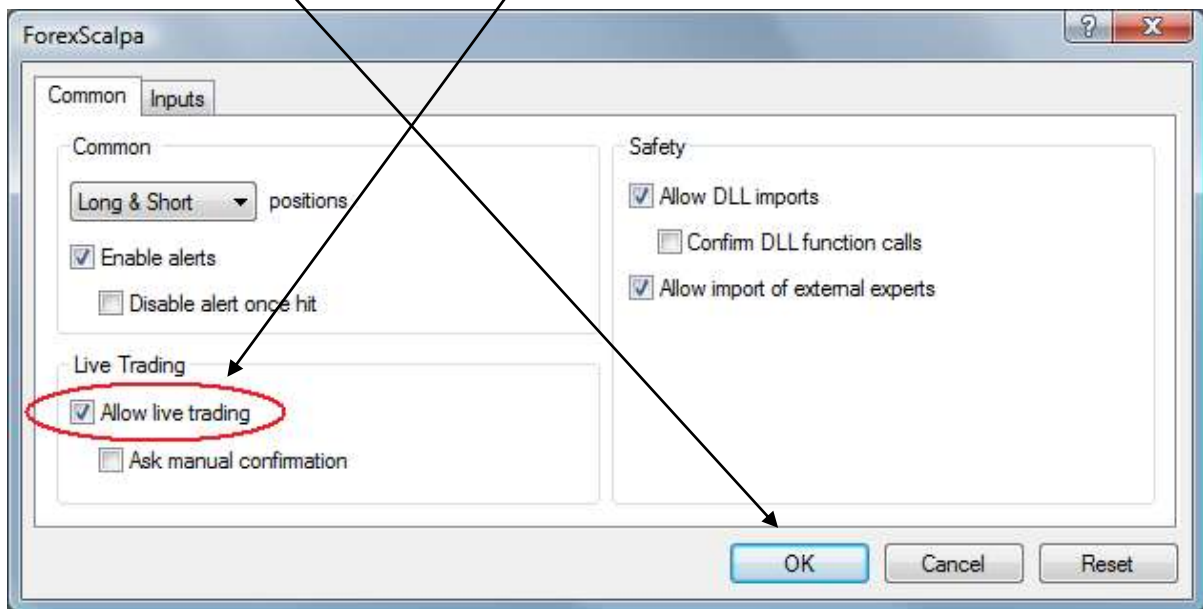 ForexScalpa
Common Inputs
Common
Long & Short positions
Enable alerts
Disable alert once hit
Live Trading
Allow live trading
Ask manual confirmation
Safety
Allow DLL imports
Confirm DLL function calls
Allow import of external experts
OK Cancel Reset